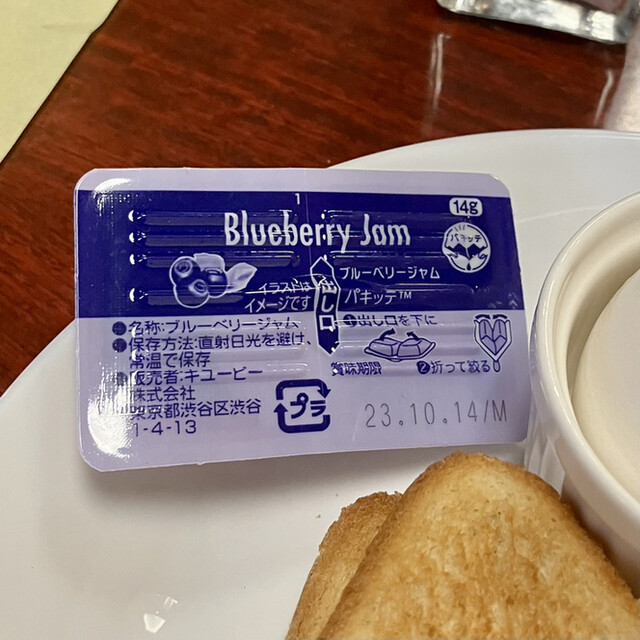 1
Blueberry Jam
14g
パキッテ
ブルーベリージャム
イラストは
イメージです
出し口
パキッテ™
●名称:ブルーベリージャム
●保存方法:直射日光を避け、
常温で保存
●販売者:キユーピー
株式会社
東京都渋谷区渋谷
1-4-13
プラ
①出し口を下に
②折って絞る
賞味期限
23.10.14/M